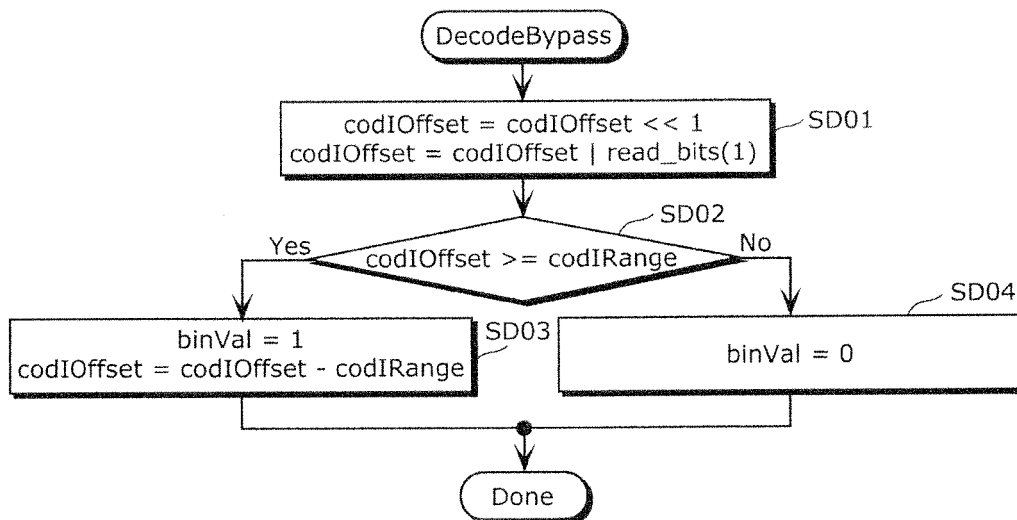 DecodeBypass
codIOffset = codIOffset << 1
codIOffset = codIOffset | read_bits(1)
SD01
SD02
Yes
codIOffset >= codIRange
No
SD04
binVal = 1
codIOffset = codIOffset - codIRange
SD03
binVal = 0
Done